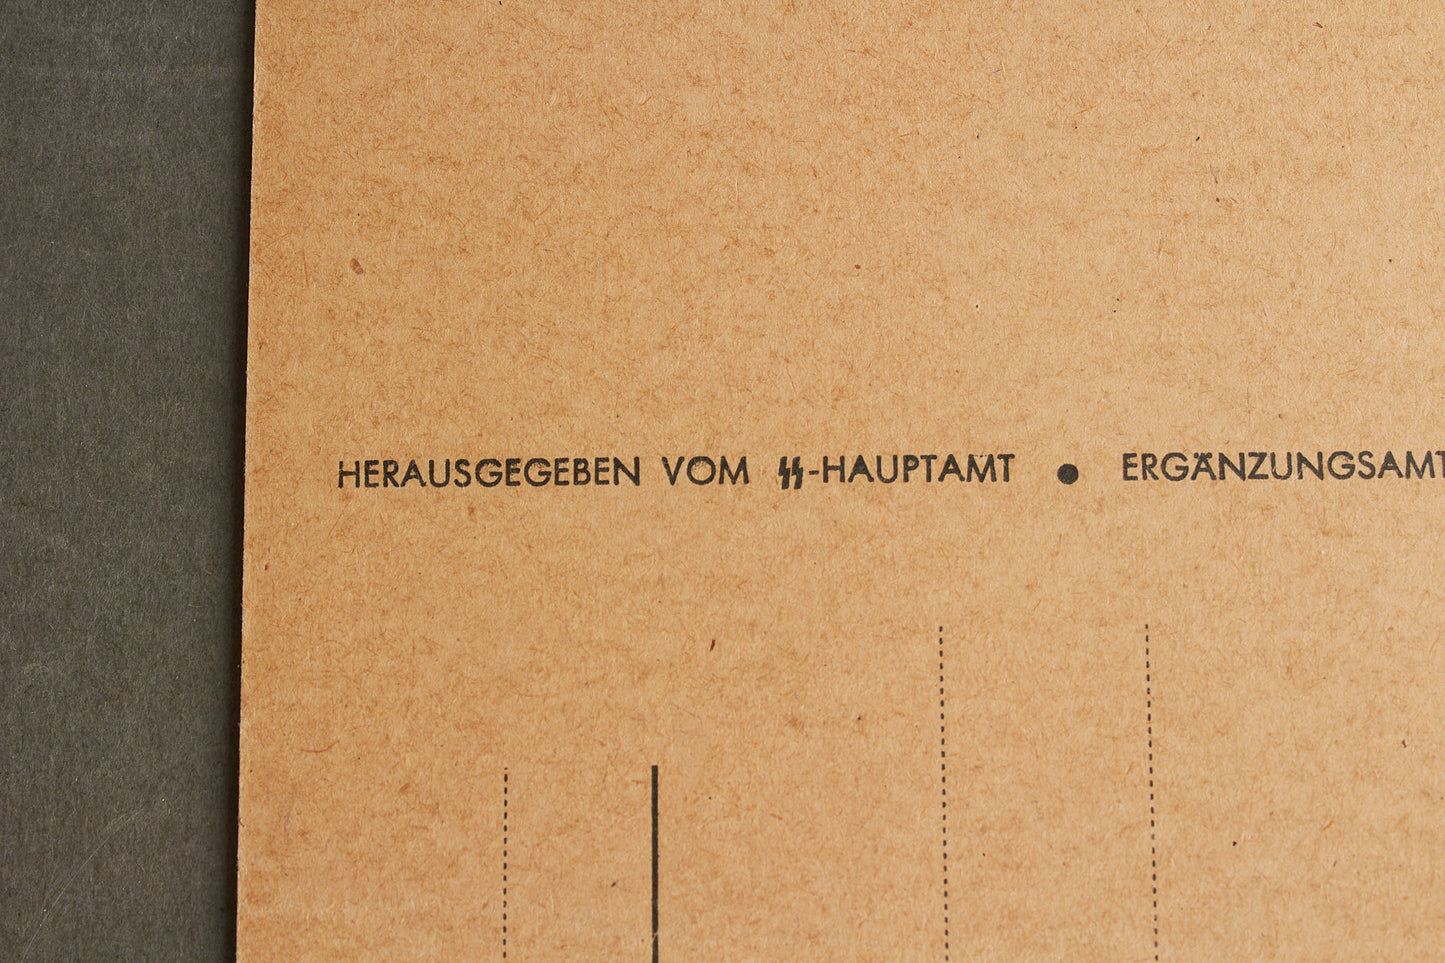 HERAUSGEGEBEN VOM ᛋᛋ-HAUPTAMT ● ERGÄNZUNGSAMT